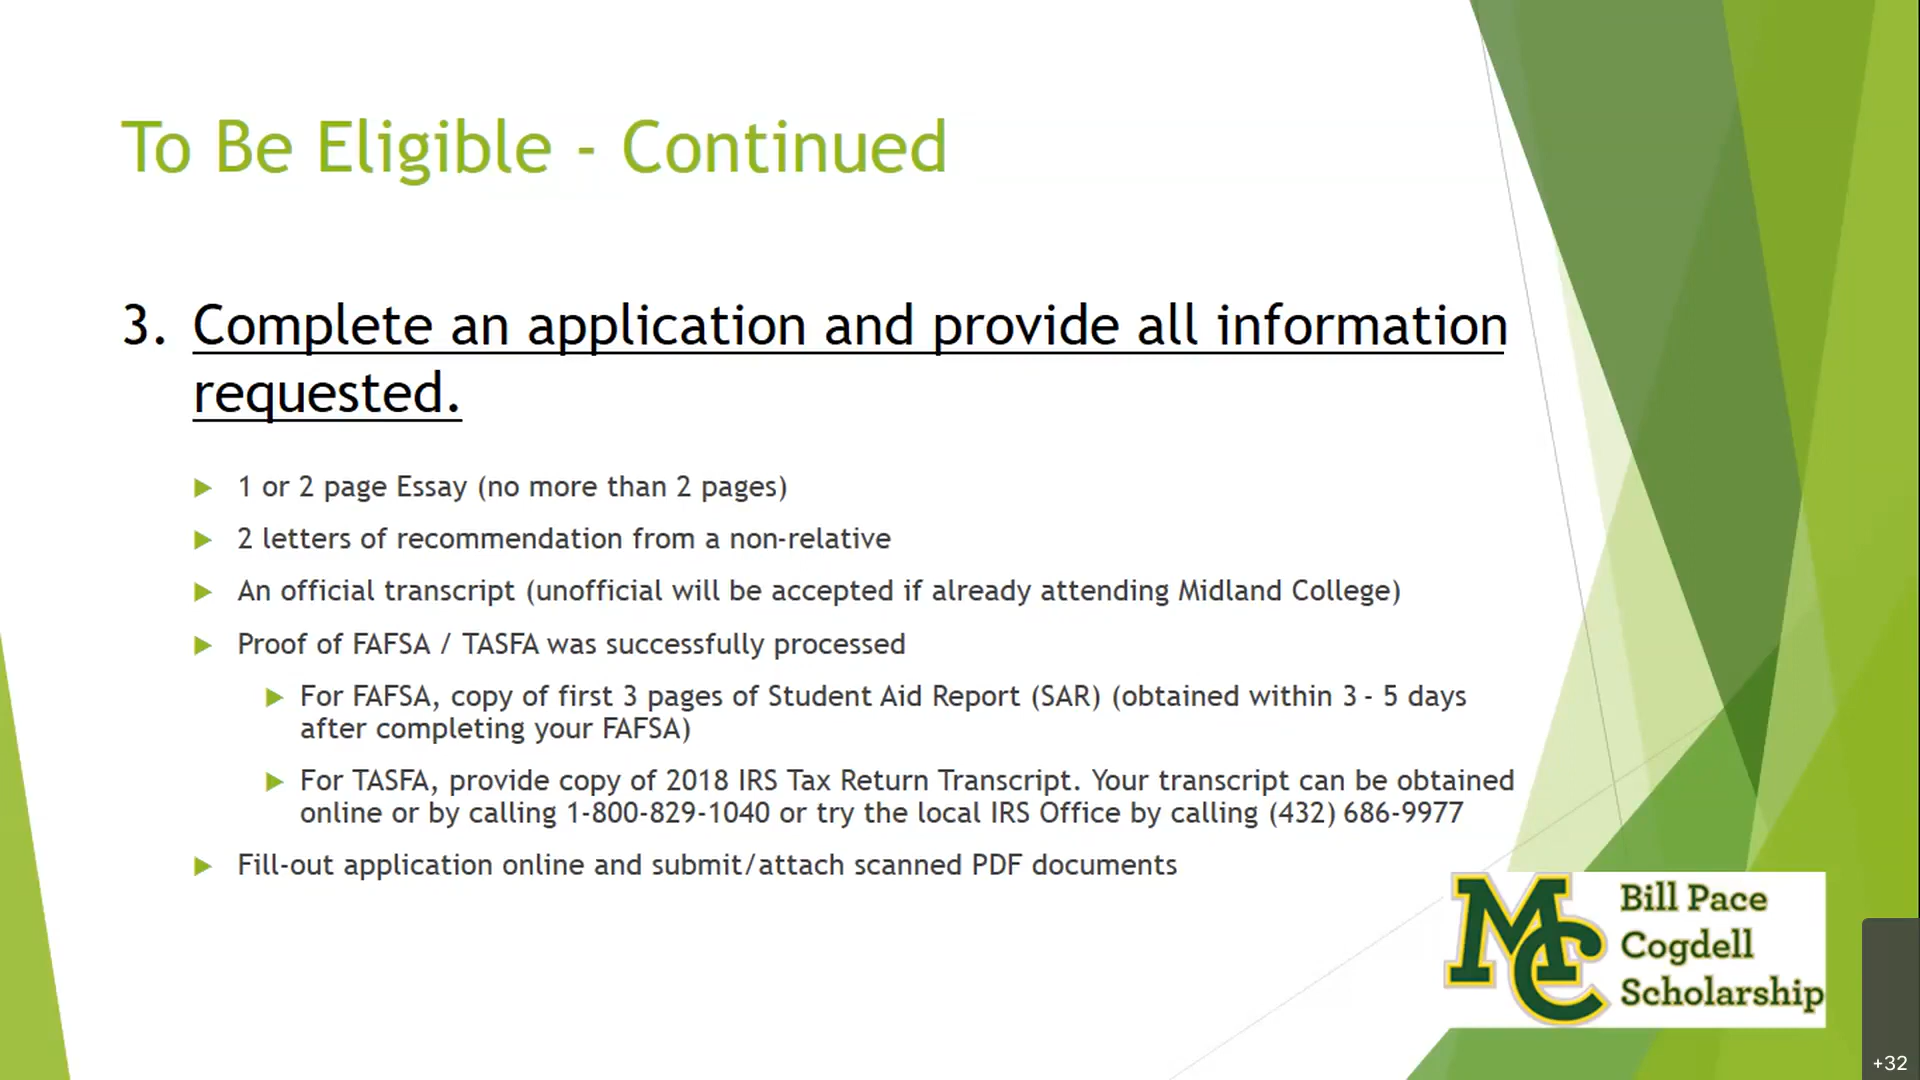 To Be Eligible - Continued
3. Complete an application and provide all information
requested.
1 or 2 page Essay (no more than 2 pages)
2 letters of recommendation from a non-relative
An official transcript (unofficial will be accepted if already attending Midland College)
Proof of FAFSA / TASFA was successfully processed
For FAFSA, copy of first 3 pages of Student Aid Report (SAR) (obtained within 3 - 5 days
after completing your FAFSA)
For TASFA, provide copy of 2018 IRS Tax Return Transcript. Your transcript can be obtained
online or by calling 1-800-829-1040 or try the local IRS Office by calling (432) 686-9977
Fill-out application online and submit/attach scanned PDF documents
MC
Bill Pace
Cogdell
Scholarship
+32